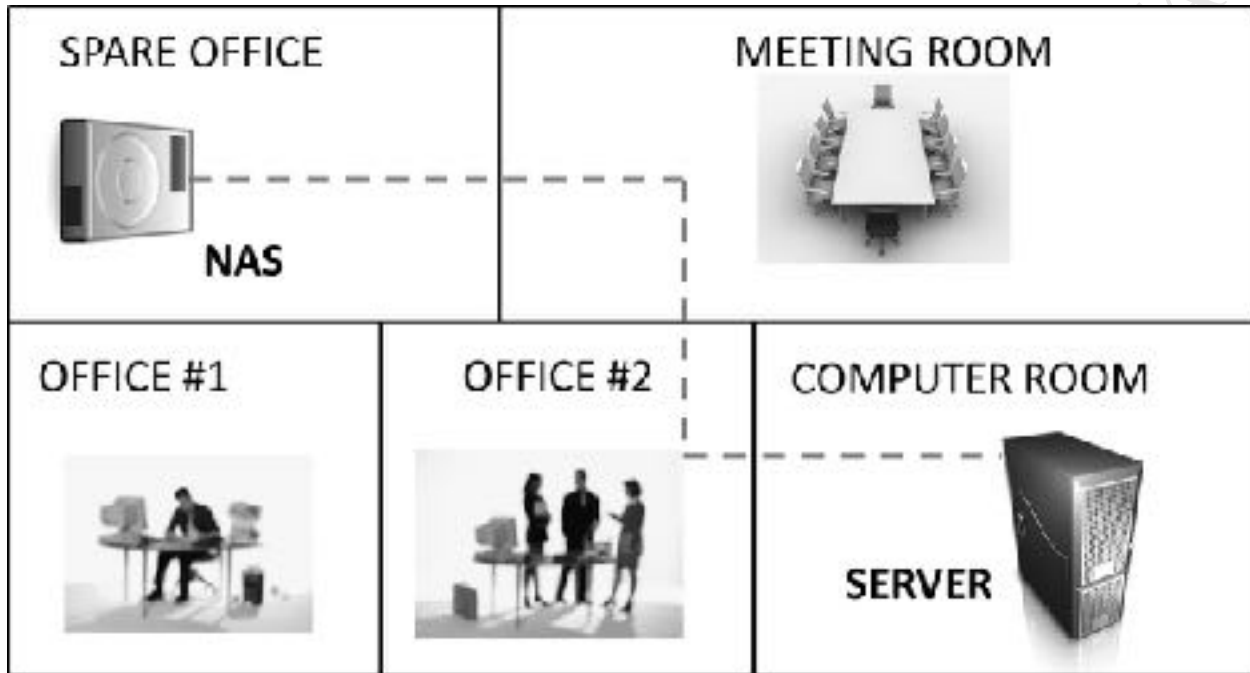 SPARE OFFICE
MEETING ROOM
NAS
OFFICE #1
OFFICE #2
COMPUTER ROOM
SERVER